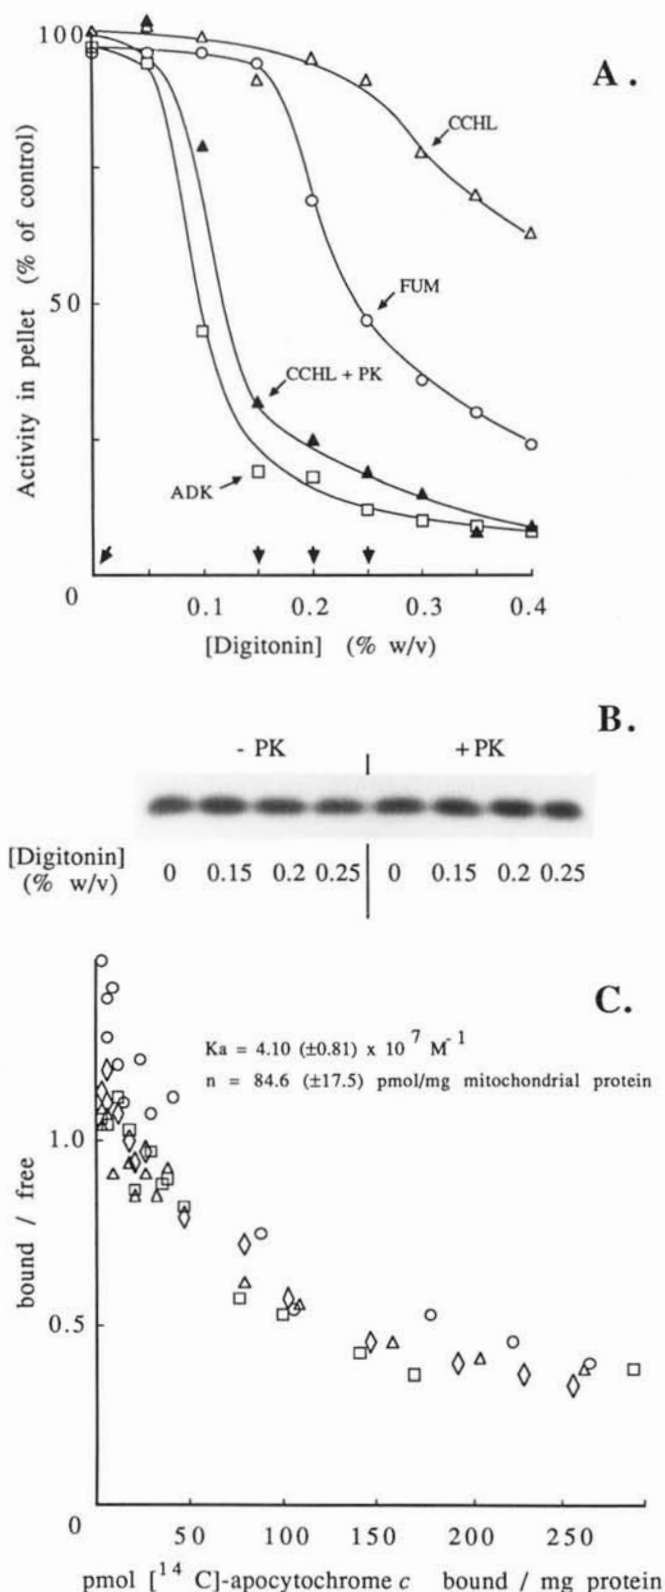 A.
100
CCHL
FUM
50
CCHL + PK
ADK
Activity in pellet (% of control)
0
0.1 0.2 0.3 0.4
[Digitonin] (% w/v)
B.
- PK +PK
[Digitonin]
(% w/v)
0 0.15 0.2 0.25 0 0.15 0.2 0.25
C.
Ka = 4.10 (±0.81) x 10⁷ M⁻¹
n = 84.6 (±17.5) pmol/mg mitochondrial protein
1.0
bound / free
0.5
0
50 100 150 200 250
pmol [¹⁴ C]-apocytochrome c bound / mg protein